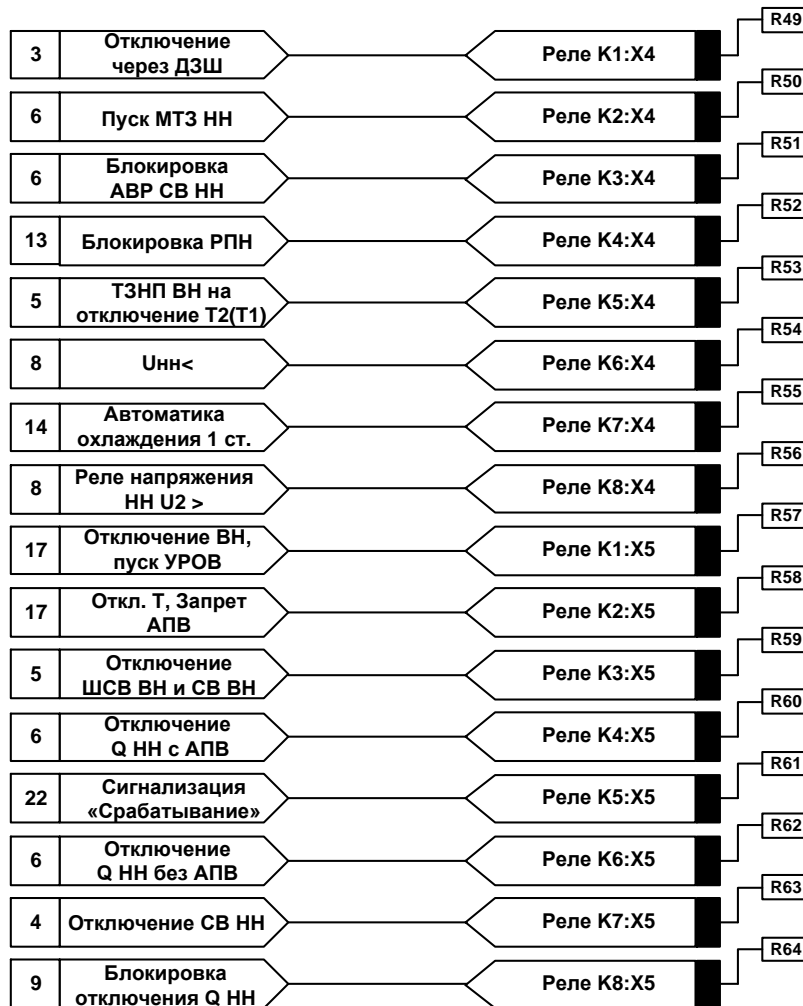 R49
3
Отключение
через ДЗШ
Реле K1:X4
R50
6
Пуск МТЗ НН
Реле K2:X4
R51
6
Блокировка
АВР СВ НН
Реле K3:X4
R52
13
Блокировка РПН
Реле K4:X4
R53
5
ТЗНП ВН на
отключение Т2(Т1)
Реле K5:X4
R54
8
Uнн<
Реле K6:X4
R55
14
Автоматика
охлаждения 1 ст.
Реле K7:X4
R56
8
Реле напряжения
НН U2 >
Реле K8:X4
R57
17
Отключение ВН,
пуск УРОВ
Реле K1:X5
R58
17
Откл. Т, Запрет
АПВ
Реле K2:X5
R59
5
Отключение
ШСВ ВН и СВ ВН
Реле K3:X5
R60
6
Отключение
Q НН с АПВ
Реле K4:X5
R61
22
Сигнализация
«Срабатывание»
Реле K5:X5
R62
6
Отключение
Q НН без АПВ
Реле K6:X5
R63
4
Отключение СВ НН
Реле K7:X5
R64
9
Блокировка
отключения Q НН
Реле K8:X5